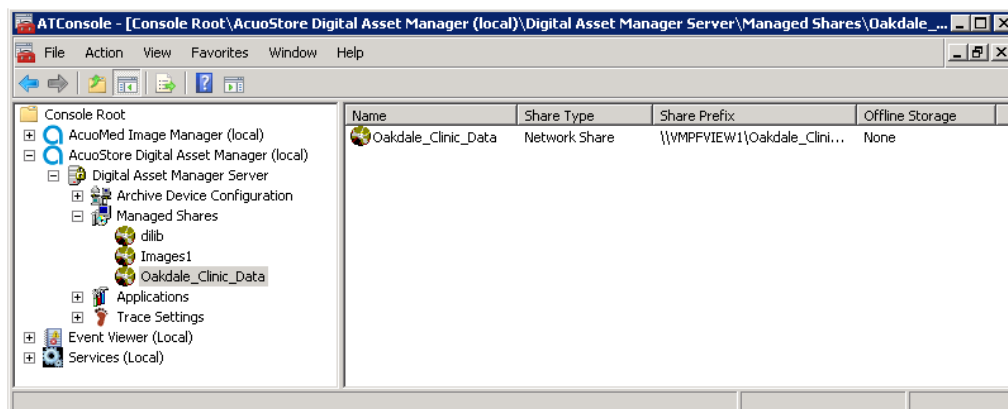 ATConsole - [Console Root\AcuoStore Digital Asset Manager (local)\Digital Asset Manager Server\Managed Shares\Oakdale_...
File Action View Favorites Window Help
Console Root
AcuoMed Image Manager (local)
AcuoStore Digital Asset Manager (local)
Digital Asset Manager Server
Archive Device Configuration
Managed Shares
dilib
Images1
Oakdale_Clinic_Data
Applications
Trace Settings
Event Viewer (Local)
Services (Local)
Name Share Type Share Prefix Offline Storage
Oakdale_Clinic_Data Network Share \\VMPFVIEW1\Oakdale_Clini... None